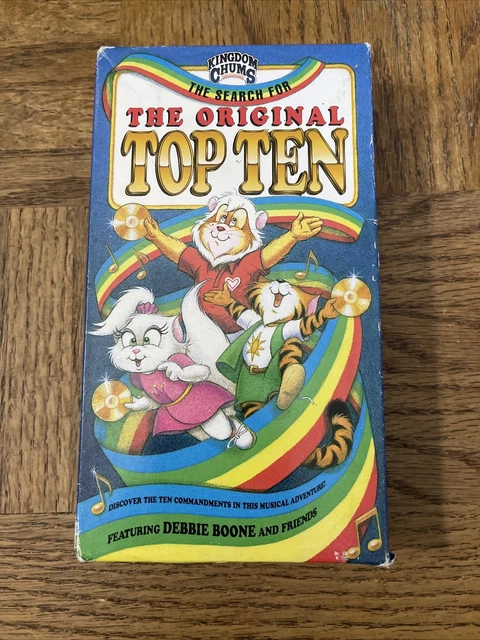 KINGDOM
CHUMS
THE SEARCH FOR
THE ORIGINAL
TOP TEN
DISCOVER THE TEN COMMANDMENTS IN THIS MUSICAL ADVENTURE!
FEATURING DEBBIE BOONE AND FRIENDS